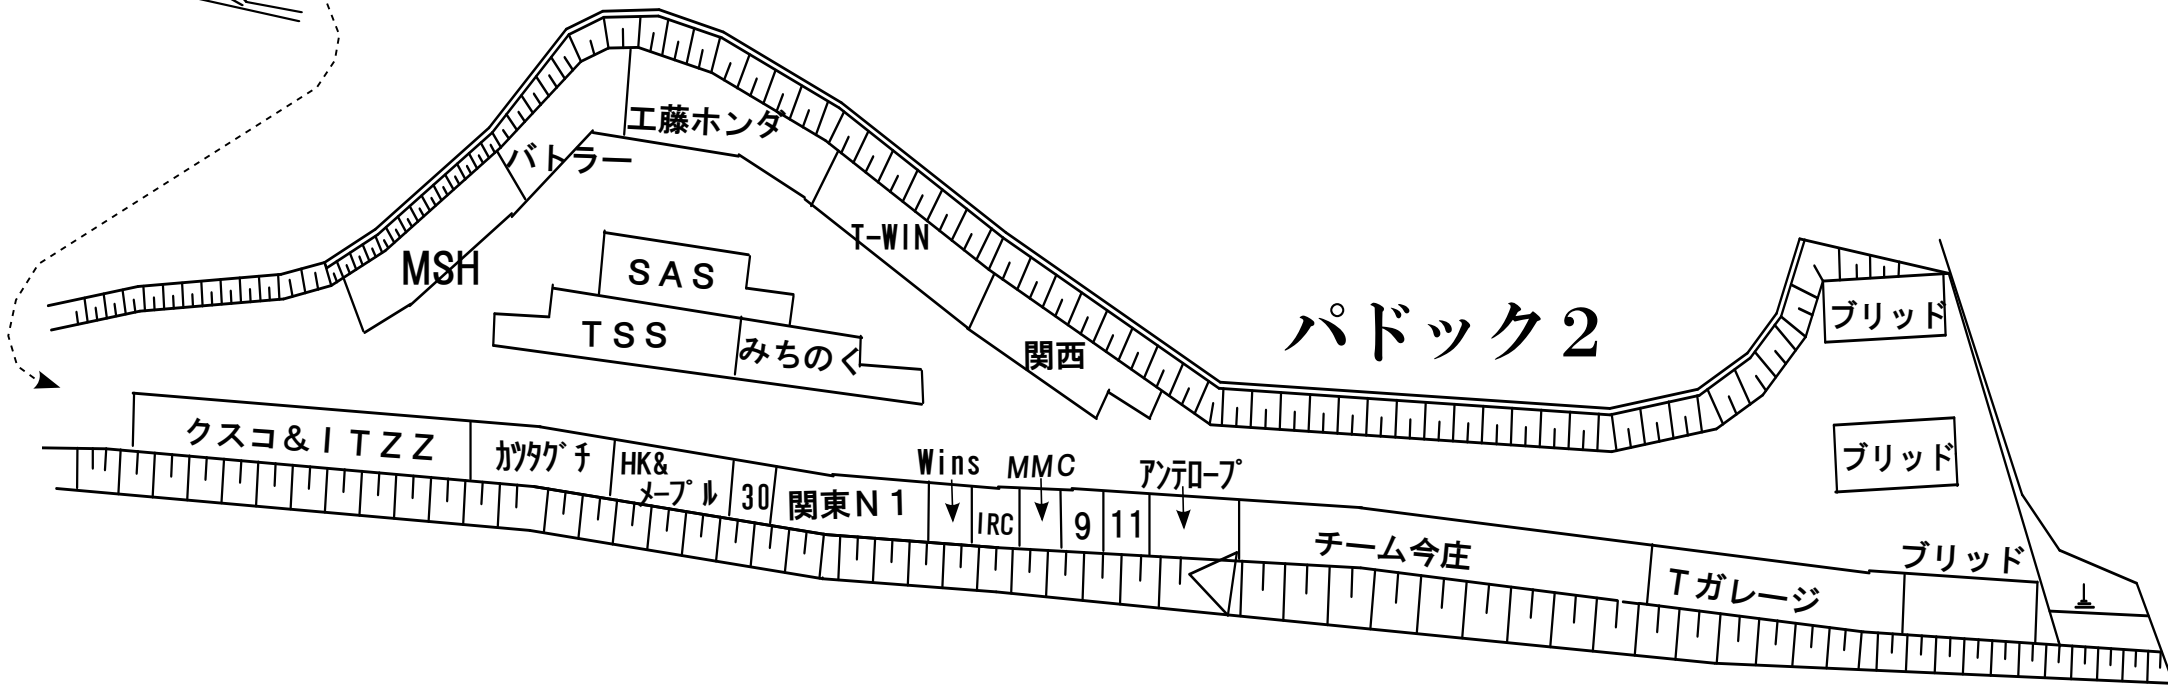 工藤ホンダ
バトラー
T-WIN
MSH
ＳＡＳ
ＴＳＳ
みちのく
関西
パドック２
ブリッド
ブリッド
クスコ＆ＩＴＺＺ
ｶﾂﾀｸﾞﾁ
HK&
ﾒｰﾌﾟﾙ
30
関東Ｎ１
Wins
IRC
MMC
9
11
ｱﾝﾃﾛｰﾌﾟ
チーム今庄
Ｔガレージ
ブリッド